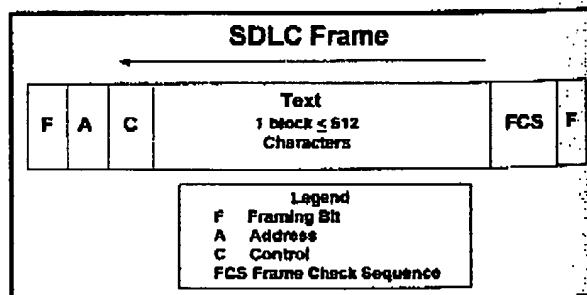 SDLC Frame
F A C Text 1 block ≤ 512 Characters FCS F
Legend
F Framing Bit
A Address
C Control
FCS Frame Check Sequence